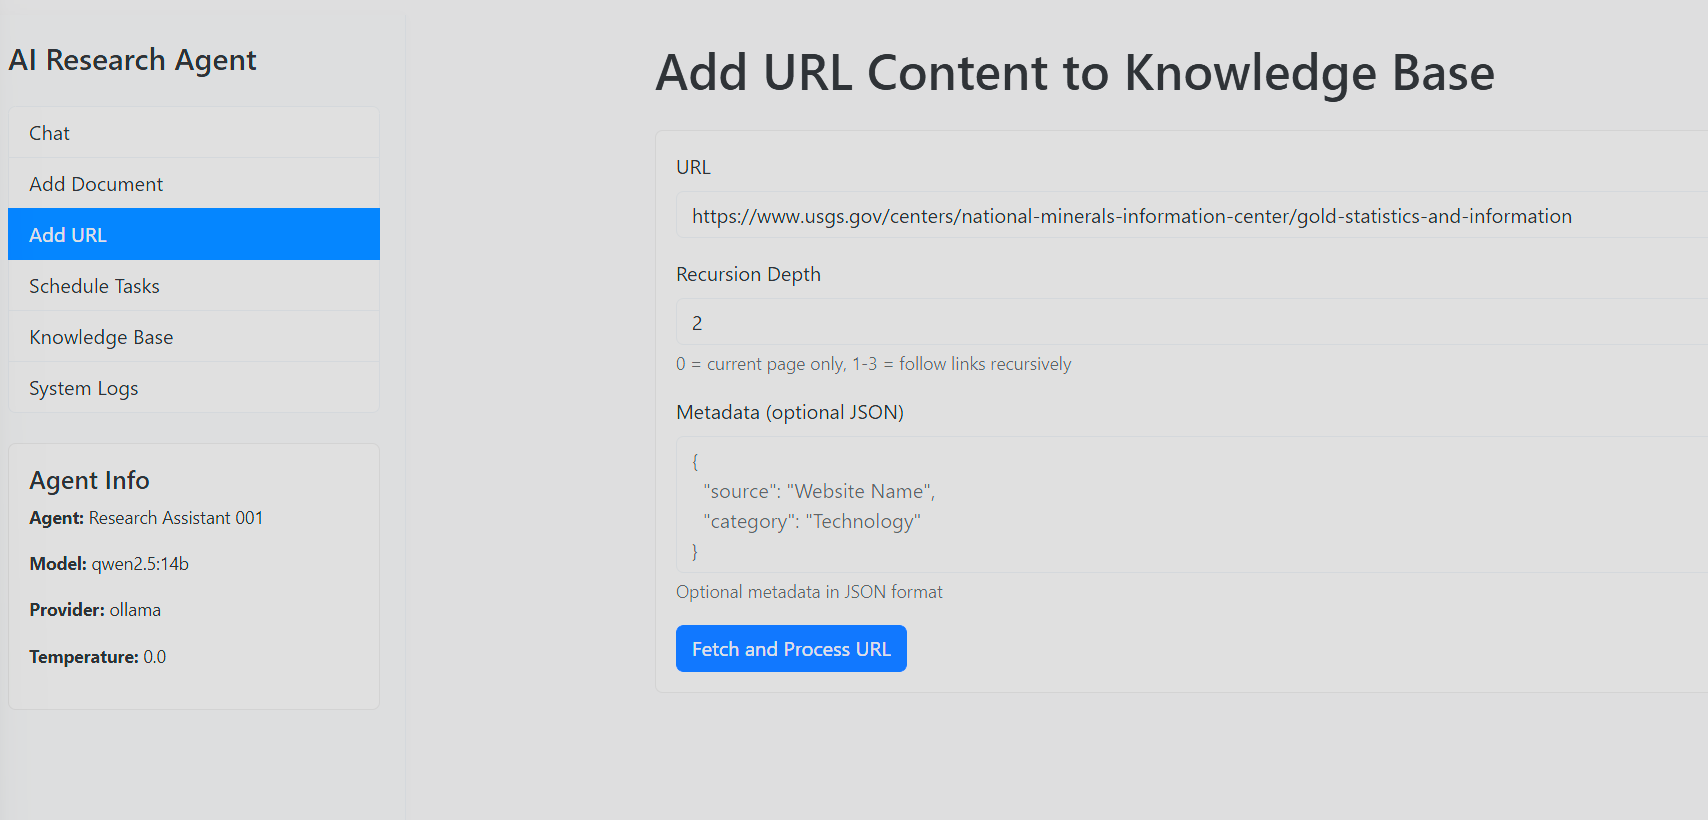 AI Research Agent
Chat
Add Document
Add URL
Schedule Tasks
Knowledge Base
System Logs
Agent Info
Agent: Research Assistant 001
Model: qwen2.5:14b
Provider: ollama
Temperature: 0.0
Add URL Content to Knowledge Base
URL
https://www.usgs.gov/centers/national-minerals-information-center/gold-statistics-and-information
Recursion Depth
2
0 = current page only, 1-3 = follow links recursively
Metadata (optional JSON)
{
"source": "Website Name",
"category": "Technology"
}
Optional metadata in JSON format
Fetch and Process URL